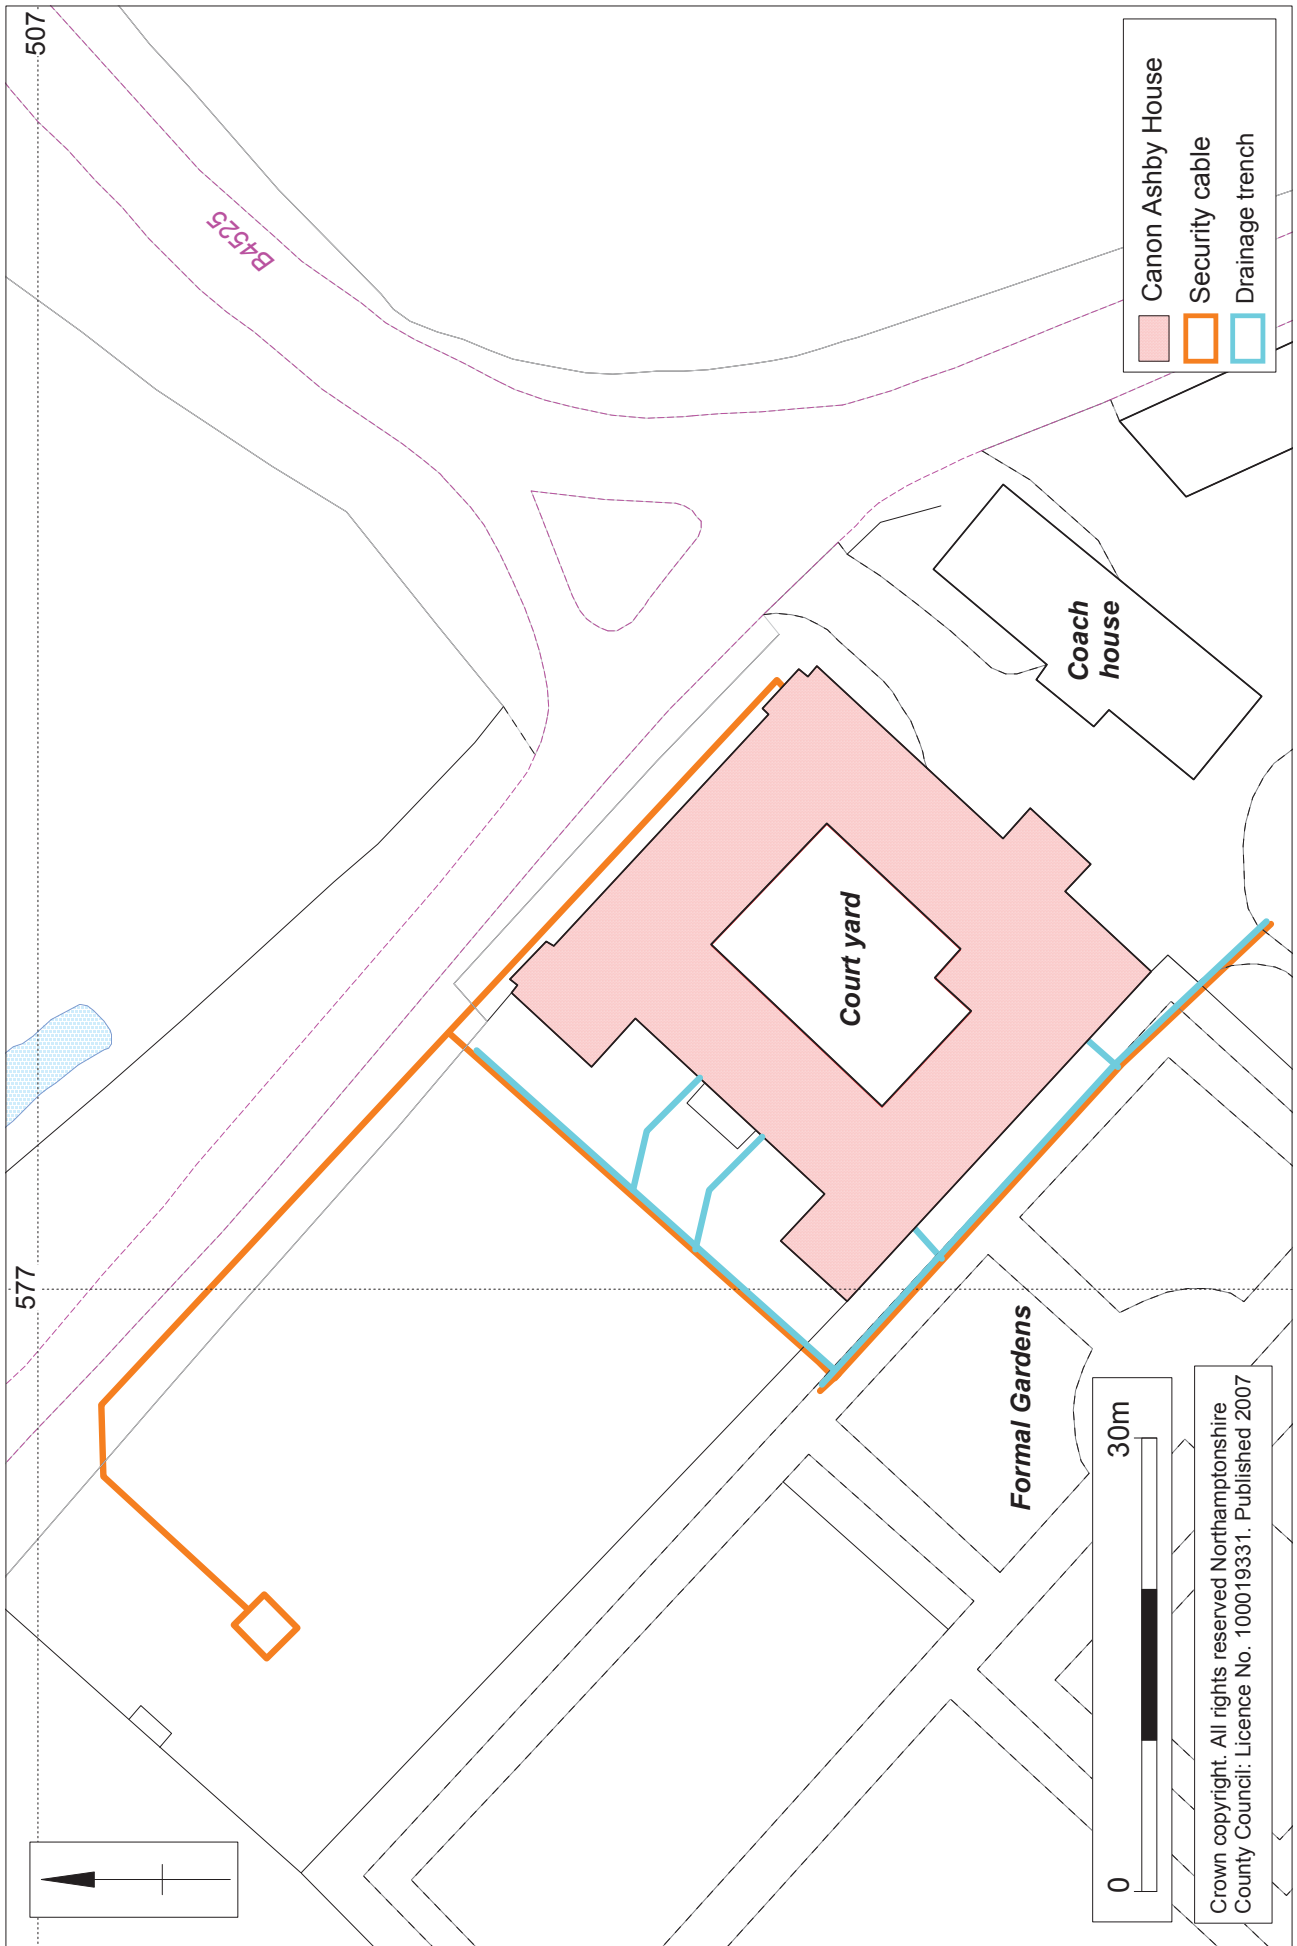 507
B4525
577
Court yard
Coach
house
Formal Gardens
Canon Ashby House
Security cable
Drainage trench
0
30m
Crown copyright. All rights reserved Northamptonshire
County Council: Licence No. 100019331. Published 2007